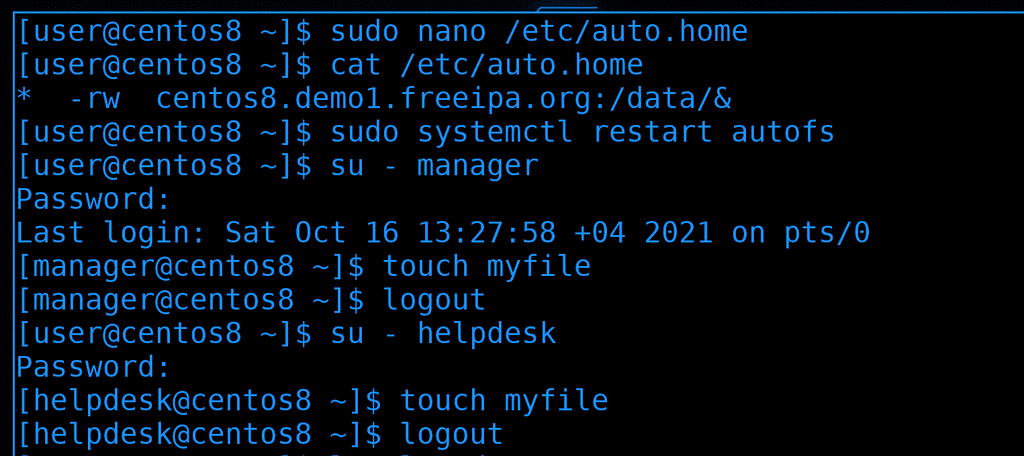 [user@centos8 ~]$ sudo nano /etc/auto.home
[user@centos8 ~]$ cat /etc/auto.home
*  -rw  centos8.demo1.freeipa.org:/data/&
[user@centos8 ~]$ sudo systemctl restart autofs
[user@centos8 ~]$ su - manager
Password:
Last login: Sat Oct 16 13:27:58 +04 2021 on pts/0
[manager@centos8 ~]$ touch myfile
[manager@centos8 ~]$ logout
[user@centos8 ~]$ su - helpdesk
Password:
[helpdesk@centos8 ~]$ touch myfile
[helpdesk@centos8 ~]$ logout